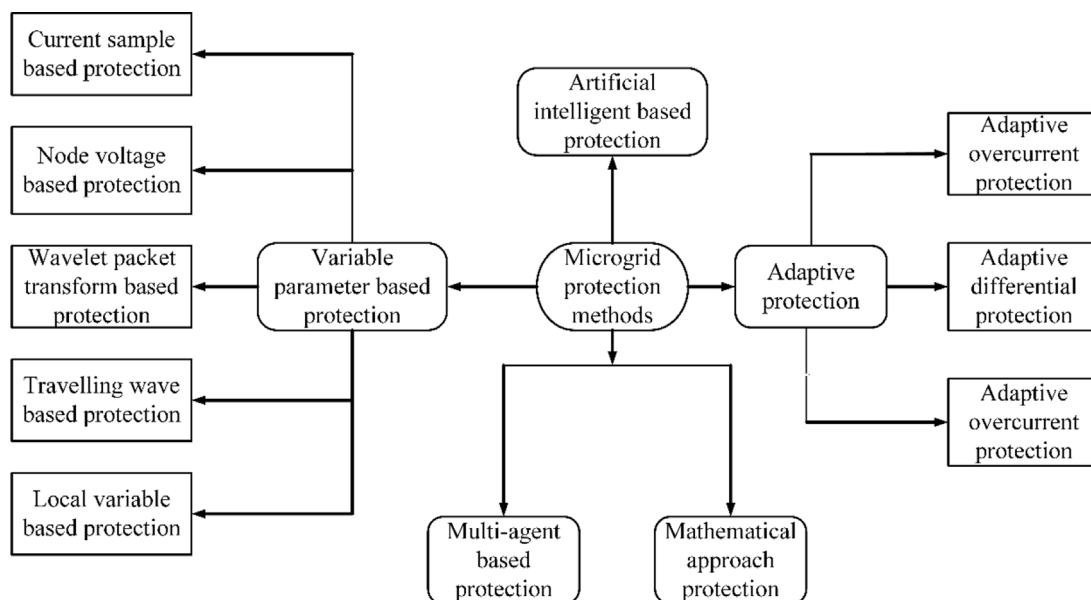 Current sample
based protection
Node voltage
based protection
Wavelet packet
transform based
protection
Travelling wave
based protection
Local variable
based protection
Variable
parameter based
protection
Artificial
intelligent based
protection
Microgrid
protection
methods
Multi-agent
based
protection
Mathematical
approach
protection
Adaptive
protection
Adaptive
overcurrent
protection
Adaptive
differential
protection
Adaptive
overcurrent
protection